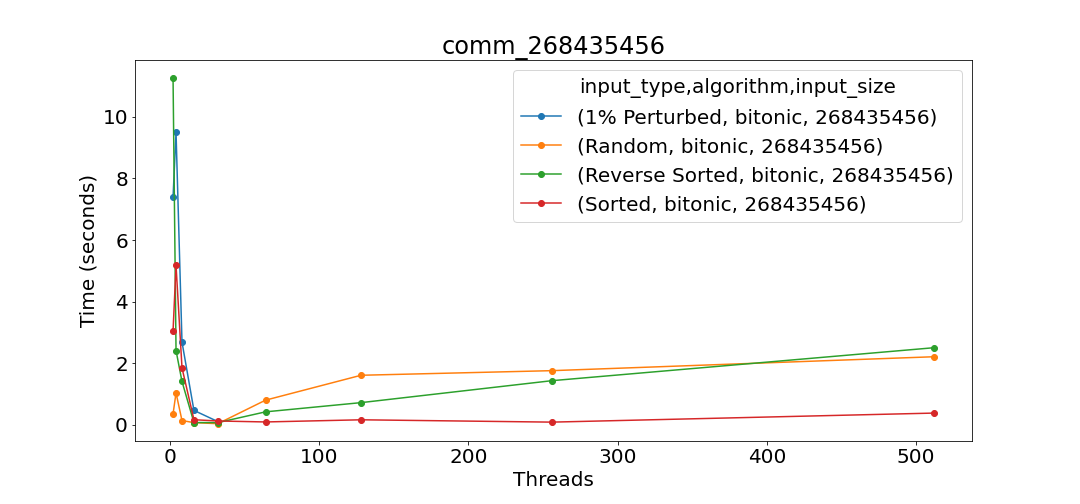 comm_268435456
input_type,algorithm,input_size
(1% Perturbed, bitonic, 268435456)
(Random, bitonic, 268435456)
(Reverse Sorted, bitonic, 268435456)
(Sorted, bitonic, 268435456)
Time (seconds)
10
8
6
4
2
0
0 100 200 300 400 500
Threads